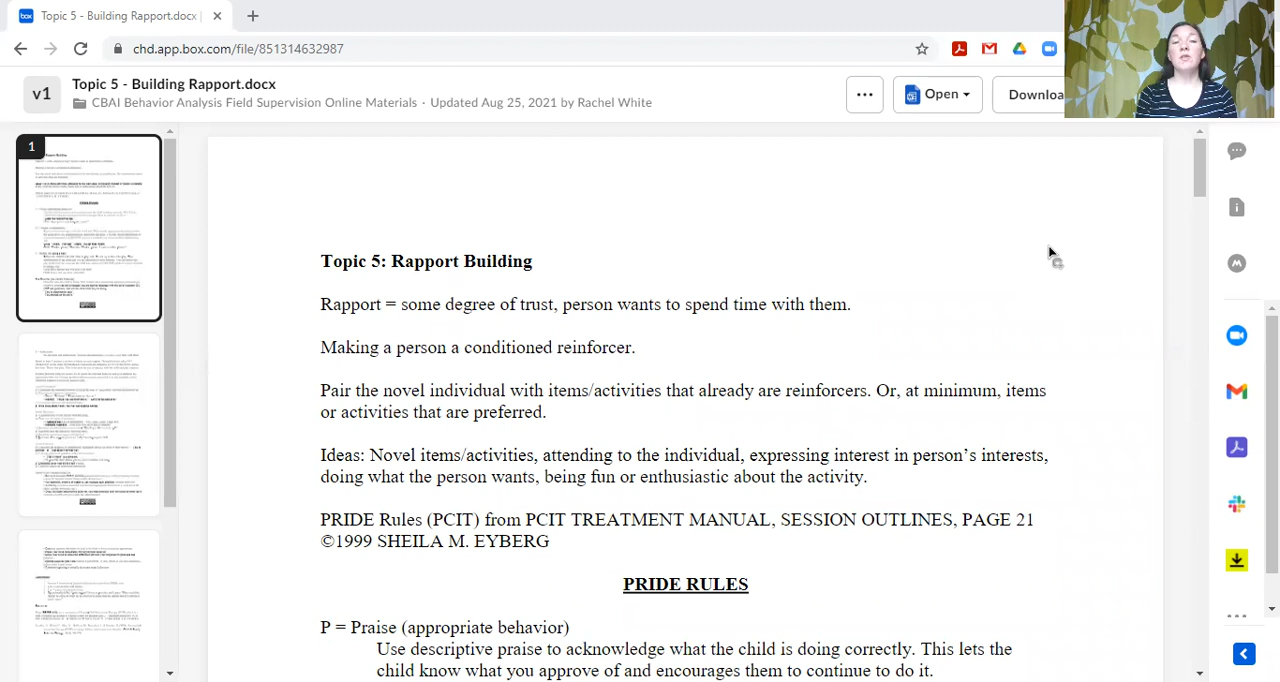 Topic 5 - Building Rapport.docx |
chd.app.box.com/file/851314632987
v1
Topic 5 - Building Rapport.docx
CBAI Behavior Analysis Field Supervision Online Materials · Updated Aug 25, 2021 by Rachel White
Open
Downloa
1
Topic 5: Rapport Building
Rapport = some degree of trust, person wants to spend time with them.
Making a person a conditioned reinforcer.
Pair the novel individual with items/activities that already are reinforcers. Or, at minimum, items
or activities that are preferred.
Ideas: Novel items/activities, attending to the individual, expressing interest in person's interests,
doing what the person wants, being fun or enthusiastic about the activity.
PRIDE Rules (PCIT) from PCIT TREATMENT MANUAL, SESSION OUTLINES, PAGE 21
©1999 SHEILA M. EYBERG
PRIDE RULES
P = Praise (appropriate behavior)
Use descriptive praise to acknowledge what the child is doing correctly. This lets the
child know what you approve of and encourages them to continue to do it.